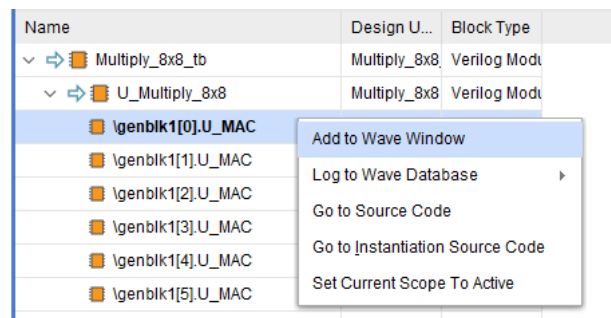 Name Design U... Block Type
Multiply_8x8_tb Multiply_8x8_ Verilog Modu
U_Multiply_8x8 Multiply_8x8 Verilog Modu
\genblk1[0].U_MAC
Add to Wave Window
\genblk1[1].U_MAC
Log to Wave Database
\genblk1[2].U_MAC
Go to Source Code
\genblk1[3].U_MAC
Go to Instantiation Source Code
\genblk1[4].U_MAC
Set Current Scope To Active
\genblk1[5].U_MAC